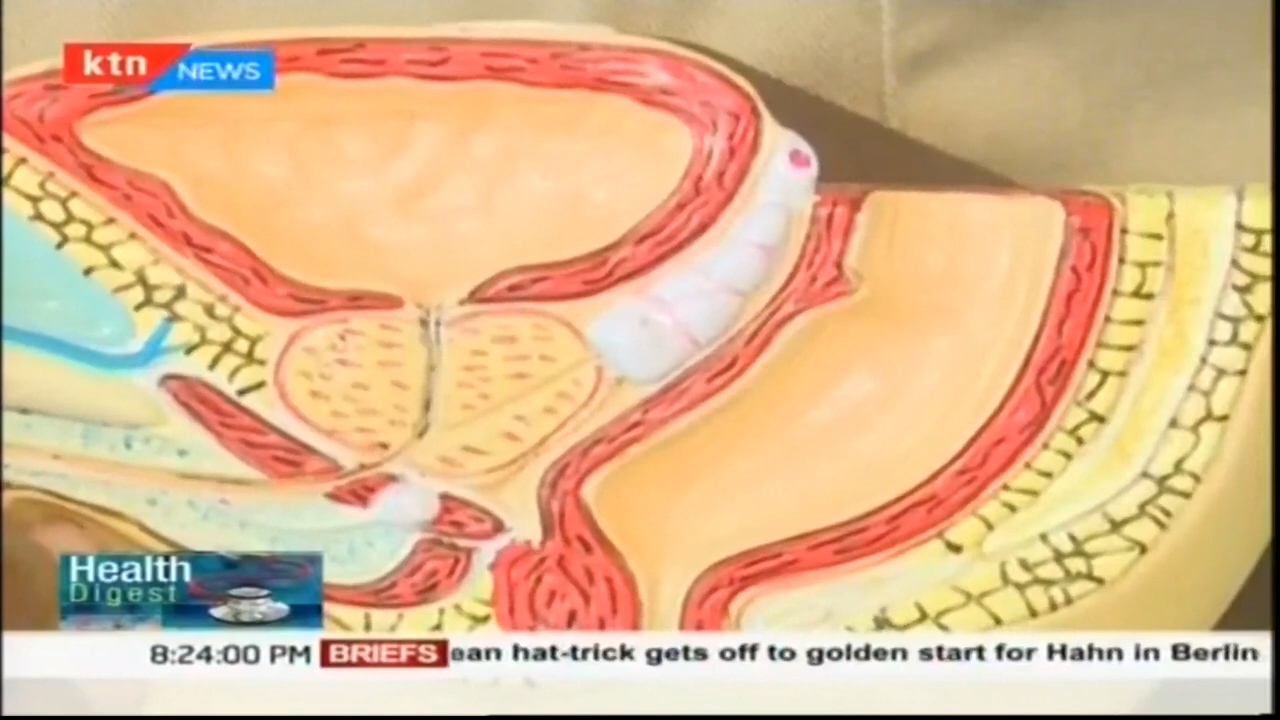 ktn NEWS
Health
Digest
8:24:00 PM BRIEFS ean hat-trick gets off to golden start for Hahn in Berlin